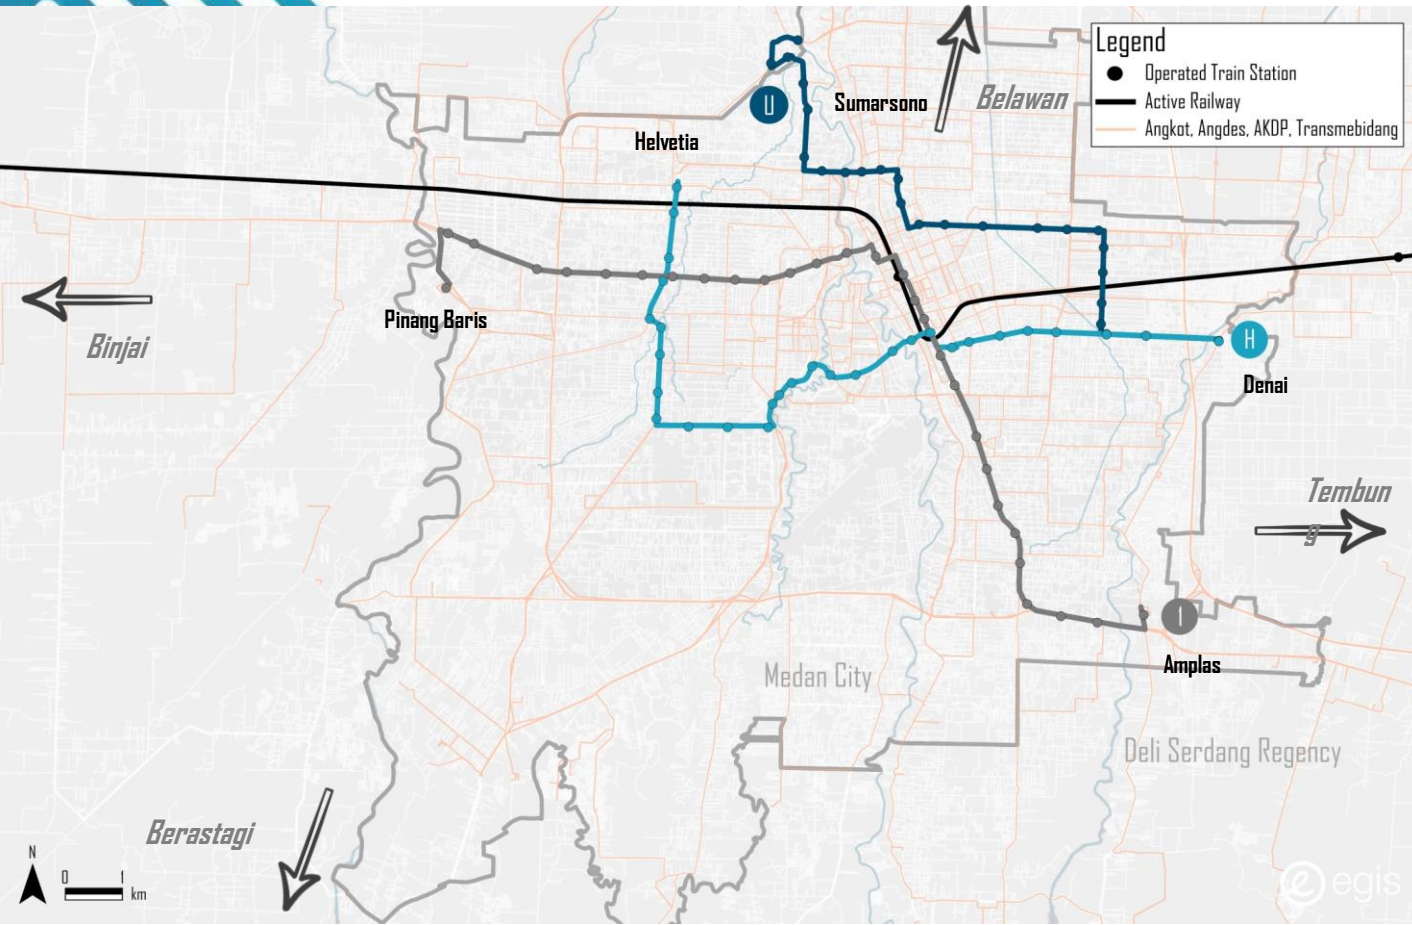 Legend
Operated Train Station
Active Railway
Angkot, Angdes, AKDP, Transmebidang
U
Sumarsono
Belawan
Helvetia
Pinang Baris
Binjai
H
Denai
Tembun
g
1
Amplas
Medan City
Deli Serdang Regency
Berastagi
N
0 1
km
e egis